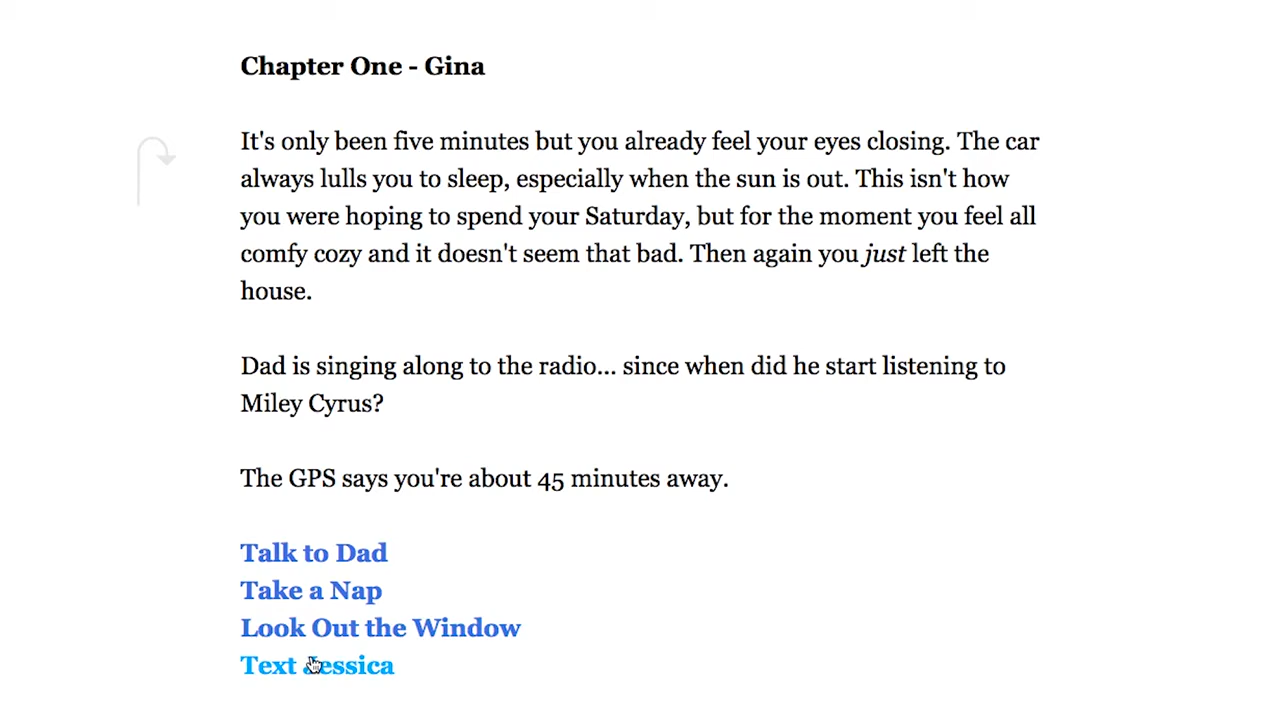 Chapter One - Gina
It's only been five minutes but you already feel your eyes closing. The car
always lulls you to sleep, especially when the sun is out. This isn't how
you were hoping to spend your Saturday, but for the moment you feel all
comfy cozy and it doesn't seem that bad. Then again you just left the
house.
Dad is singing along to the radio... since when did he start listening to
Miley Cyrus?
The GPS says you're about 45 minutes away.
Talk to Dad
Take a Nap
Look Out the Window
Text Jessica